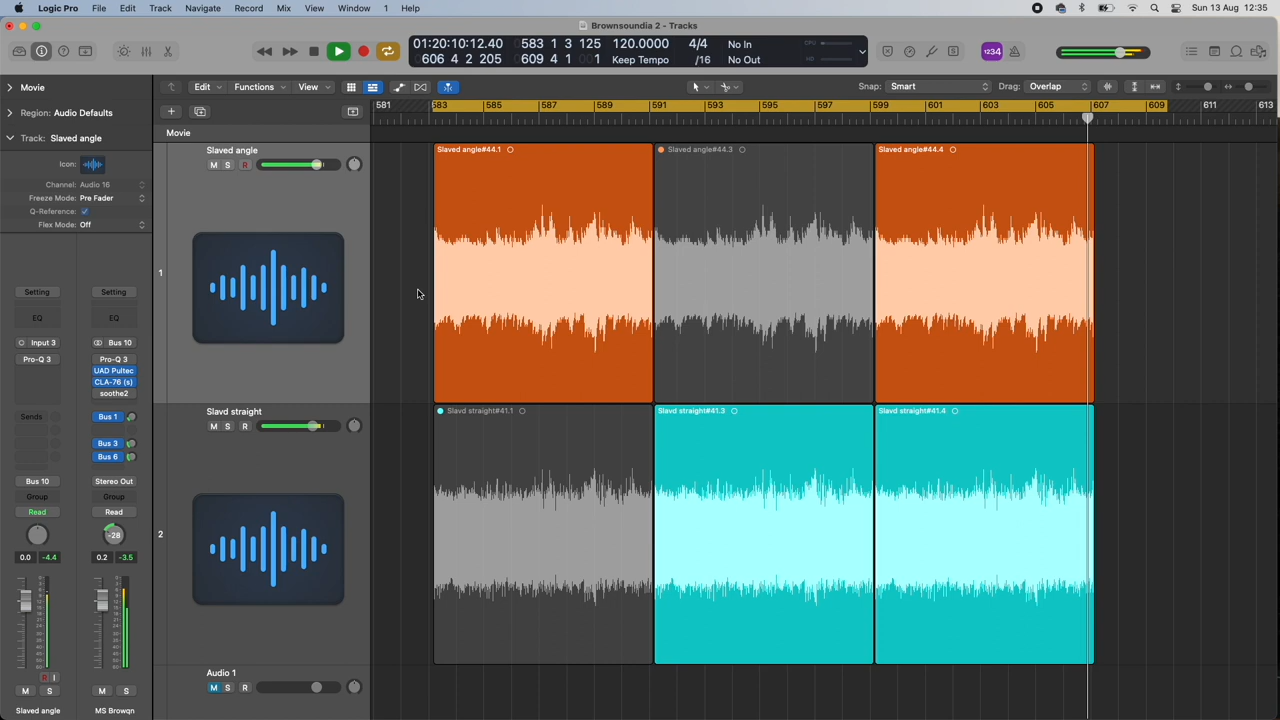 Logic Pro File Edit Track Navigate Record Mix View Window 1 Help Sun 13 Aug 12:35
Brownsoundia 2 - Tracks
01:20:10:12.40 583 1 3 125 120.0000 4/4 No In CPU
606 4 2 205 609 4 1 1 Keep Tempo /16 No Out HD
1234
Movie Edit Functions View Snap: Smart Drag: Overlap
Region: Audio Defaults
581 583 585 587 589 591 593 595 597 599 601 603 605 607 609 611 613
Track: Slaved angle
Movie
Icon:
Channel: Audio 16
Freeze Mode: Pre Fader
Q-Reference:
Flex Mode: Off
Slaved angle
M S R
1
Slaved angle#44.1 Slaved angle#44.3 Slaved angle#44.4
Setting Setting
EQ EQ
Input 3 Bus 10
Pro-Q 3 Pro-Q 3
UAD Pultec
CLA-76 (s)
soothe2
Sends Bus 1
Bus 3
Bus 6
Bus 10 Stereo Out
Group Group
Read Read
-28
0.0 -4.4 0.2 -3.5
R I
M S M S
Slaved angle MS Browqn
Slavd straight
M S R
2
Slavd straight#41.1 Slavd straight#41.3 Slavd straight#41.4
Audio 1
M S R